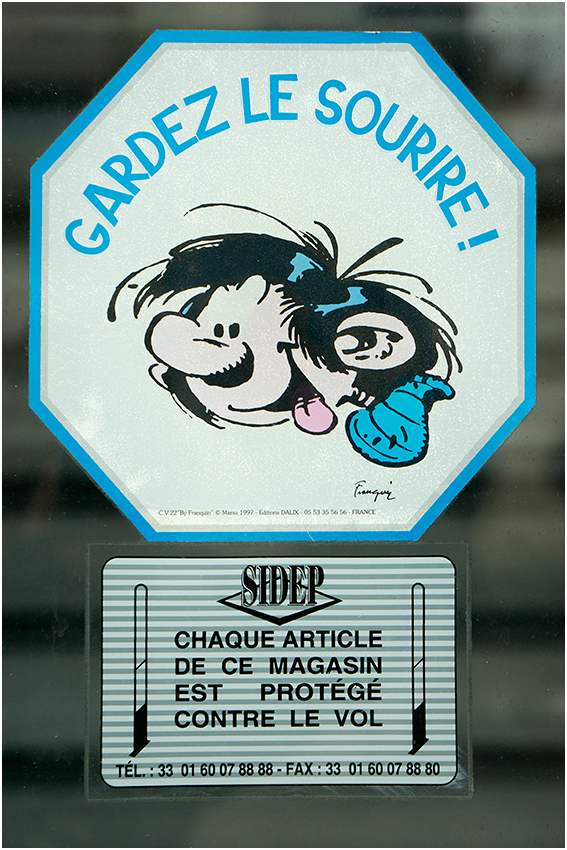 GARDEZ LE SOURIRE !
Franquin
C.V.22 "By Franquin" © Marsu 1997 - Editions DALIX - 05 53 35 56 56 - FRANCE
SIDEP
CHAQUE ARTICLE
DE CE MAGASIN
EST PROTÉGÉ
CONTRE LE VOL
TÉL. : 33 01 60 07 88 88 - FAX : 33 01 60 07 88 80